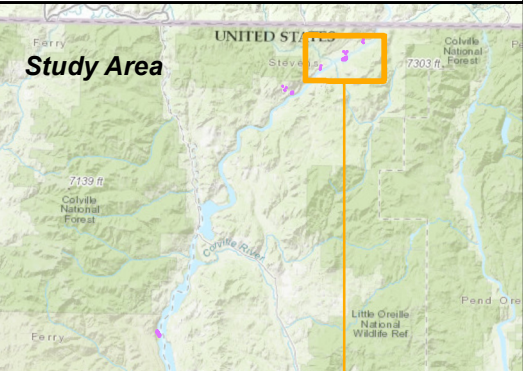 UNITED STATES
Ferry
Study Area
Stevens
Colville
National
Forest
7303 ft
P
7139 ft
Colville
National
Forest
Colville River
Pend Ore
Little Oreille
National
Wildlife Ref
Ferry